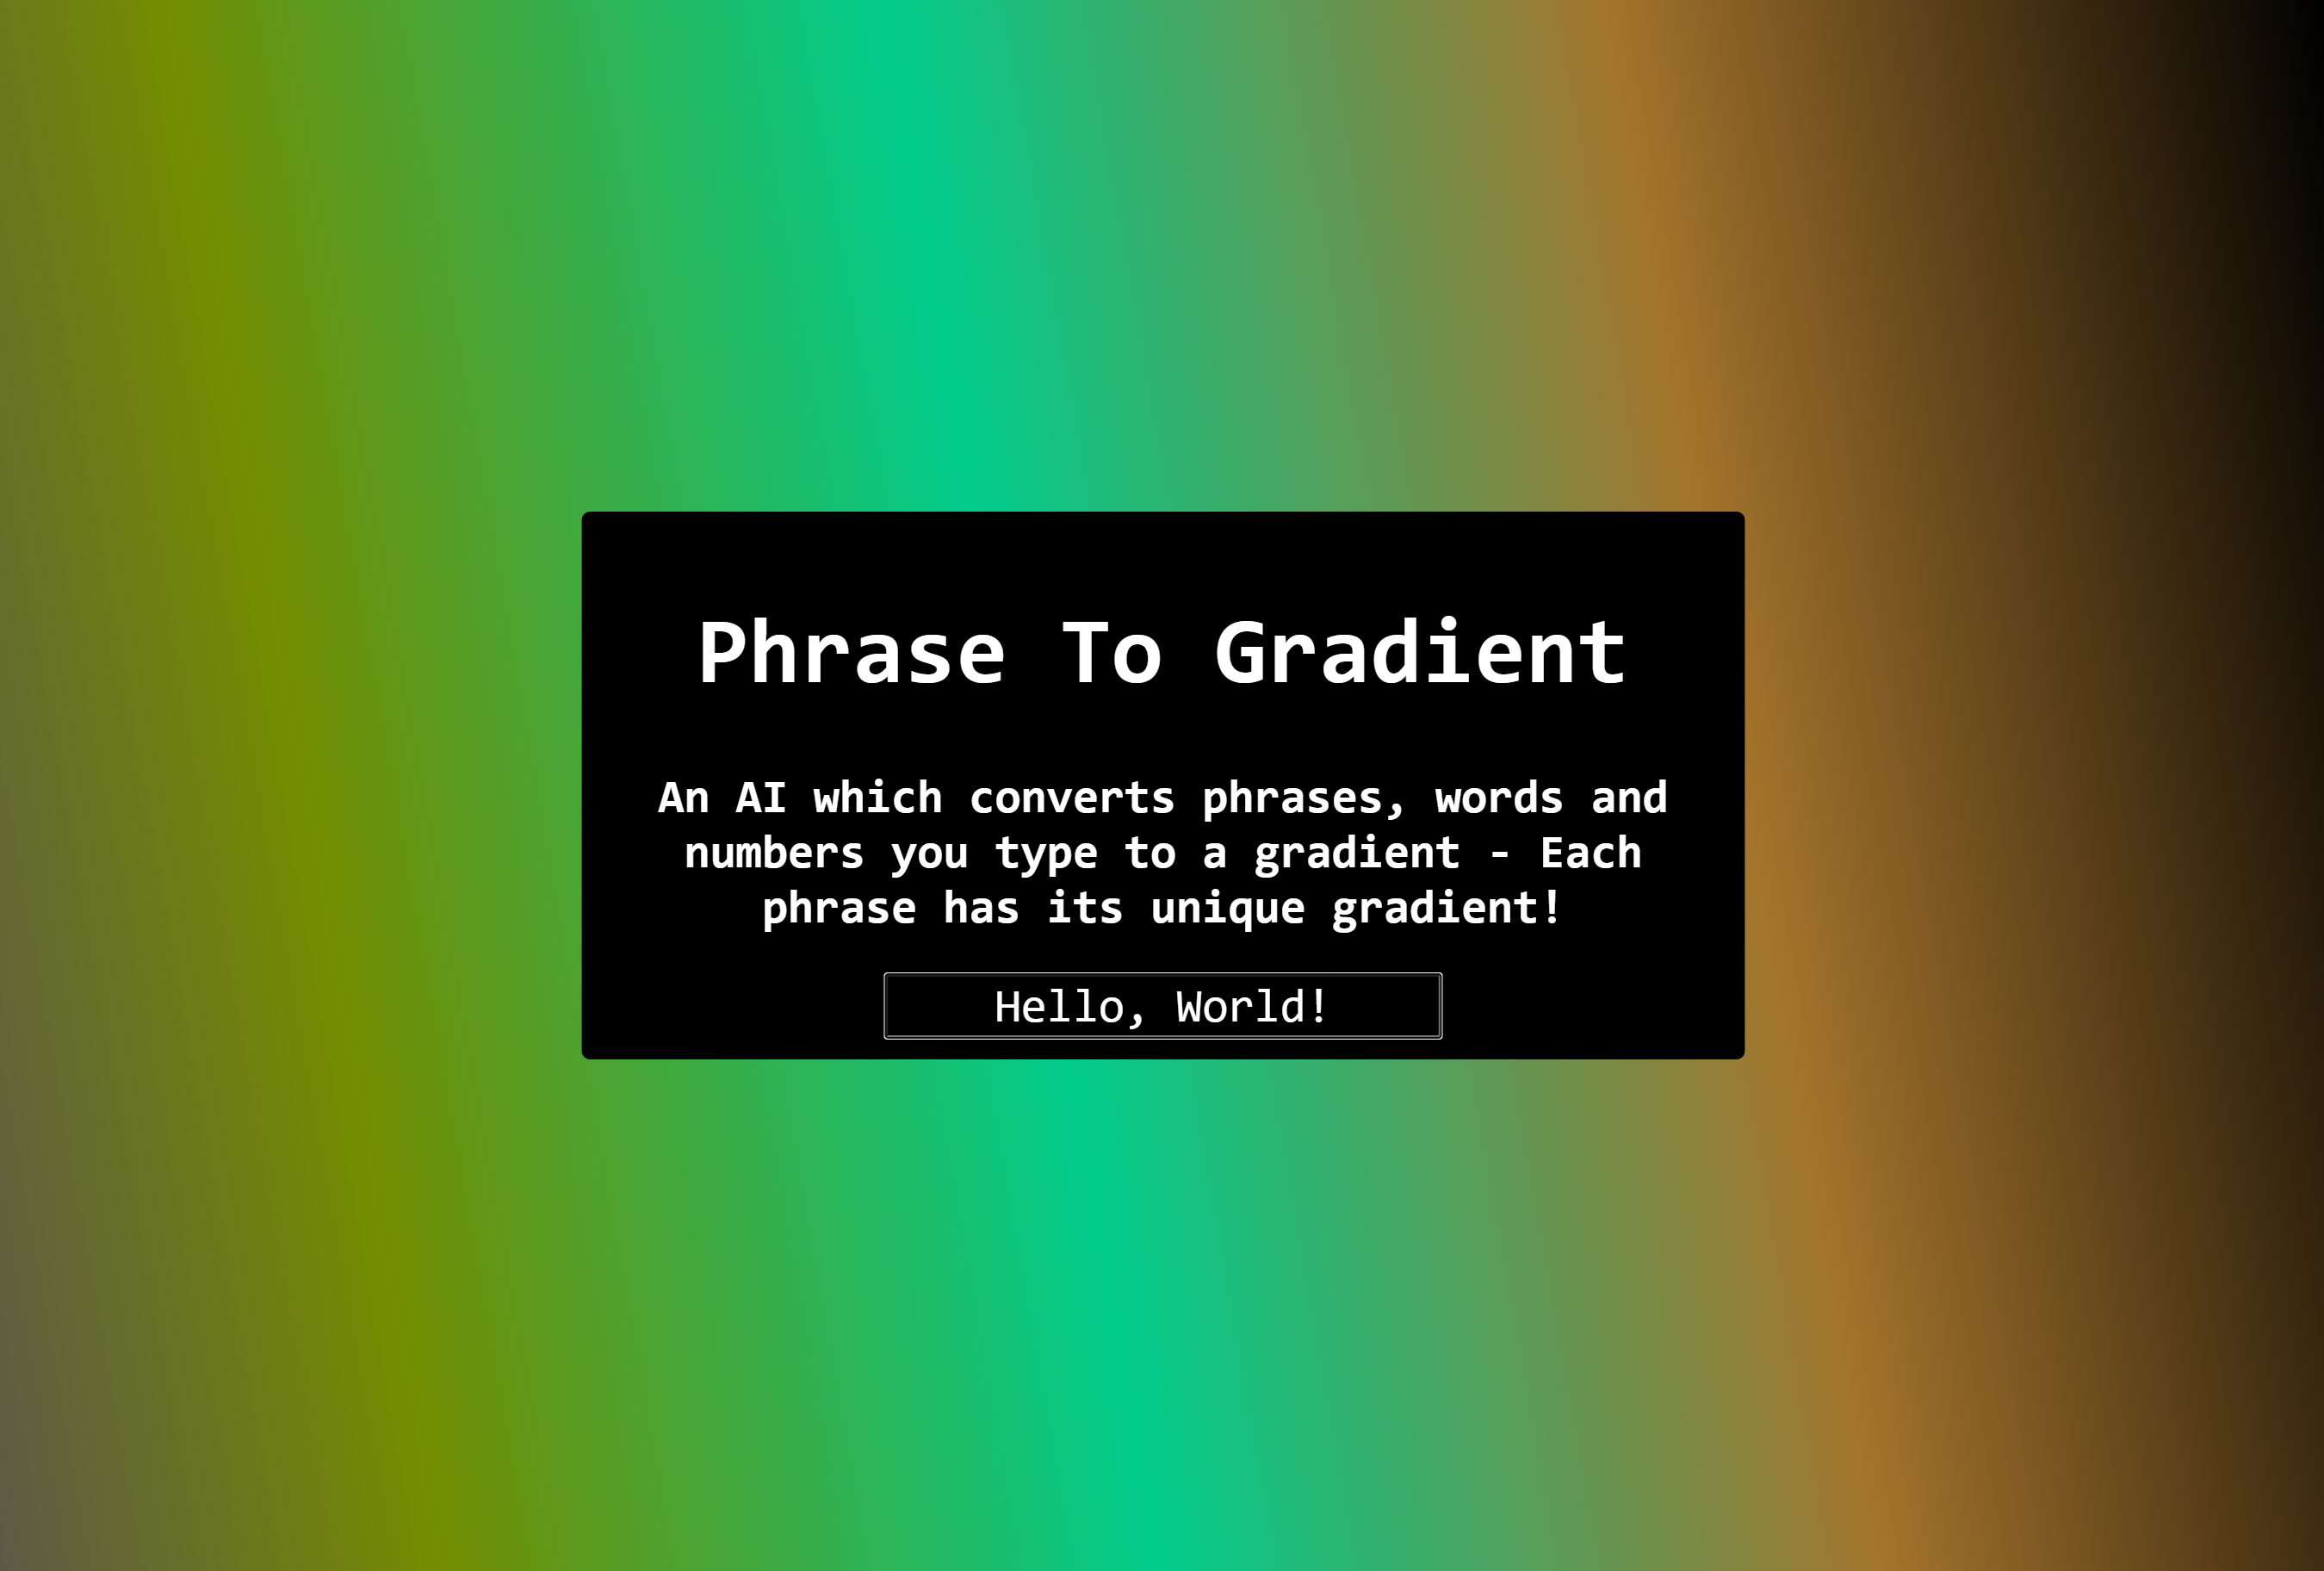 Phrase To Gradient
An AI which converts phrases, words and
numbers you type to a gradient - Each
phrase has its unique gradient!
Hello, World!